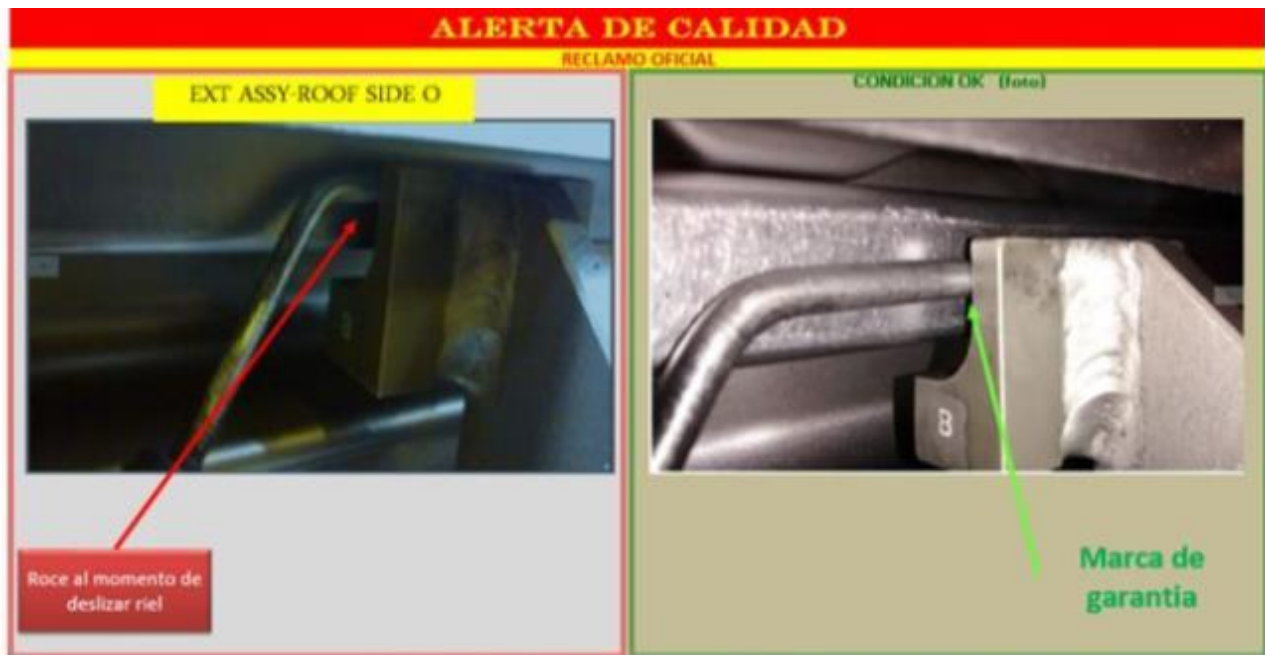 ALERTA DE CALIDAD
RECLAMO OFICIAL
EXT ASSY-ROOF SIDE O
CONDICION OK (foto)
Roce al momento de
deslizar riel
Marca de
garantia